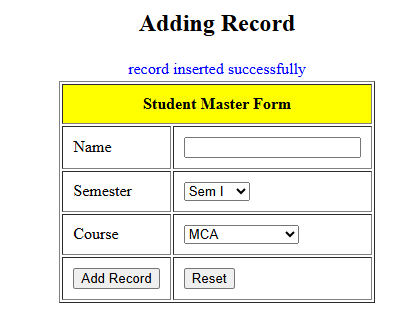 Adding Record
record inserted successfully
Student Master Form
Name
Semester Sem I
Course MCA
Add Record Reset